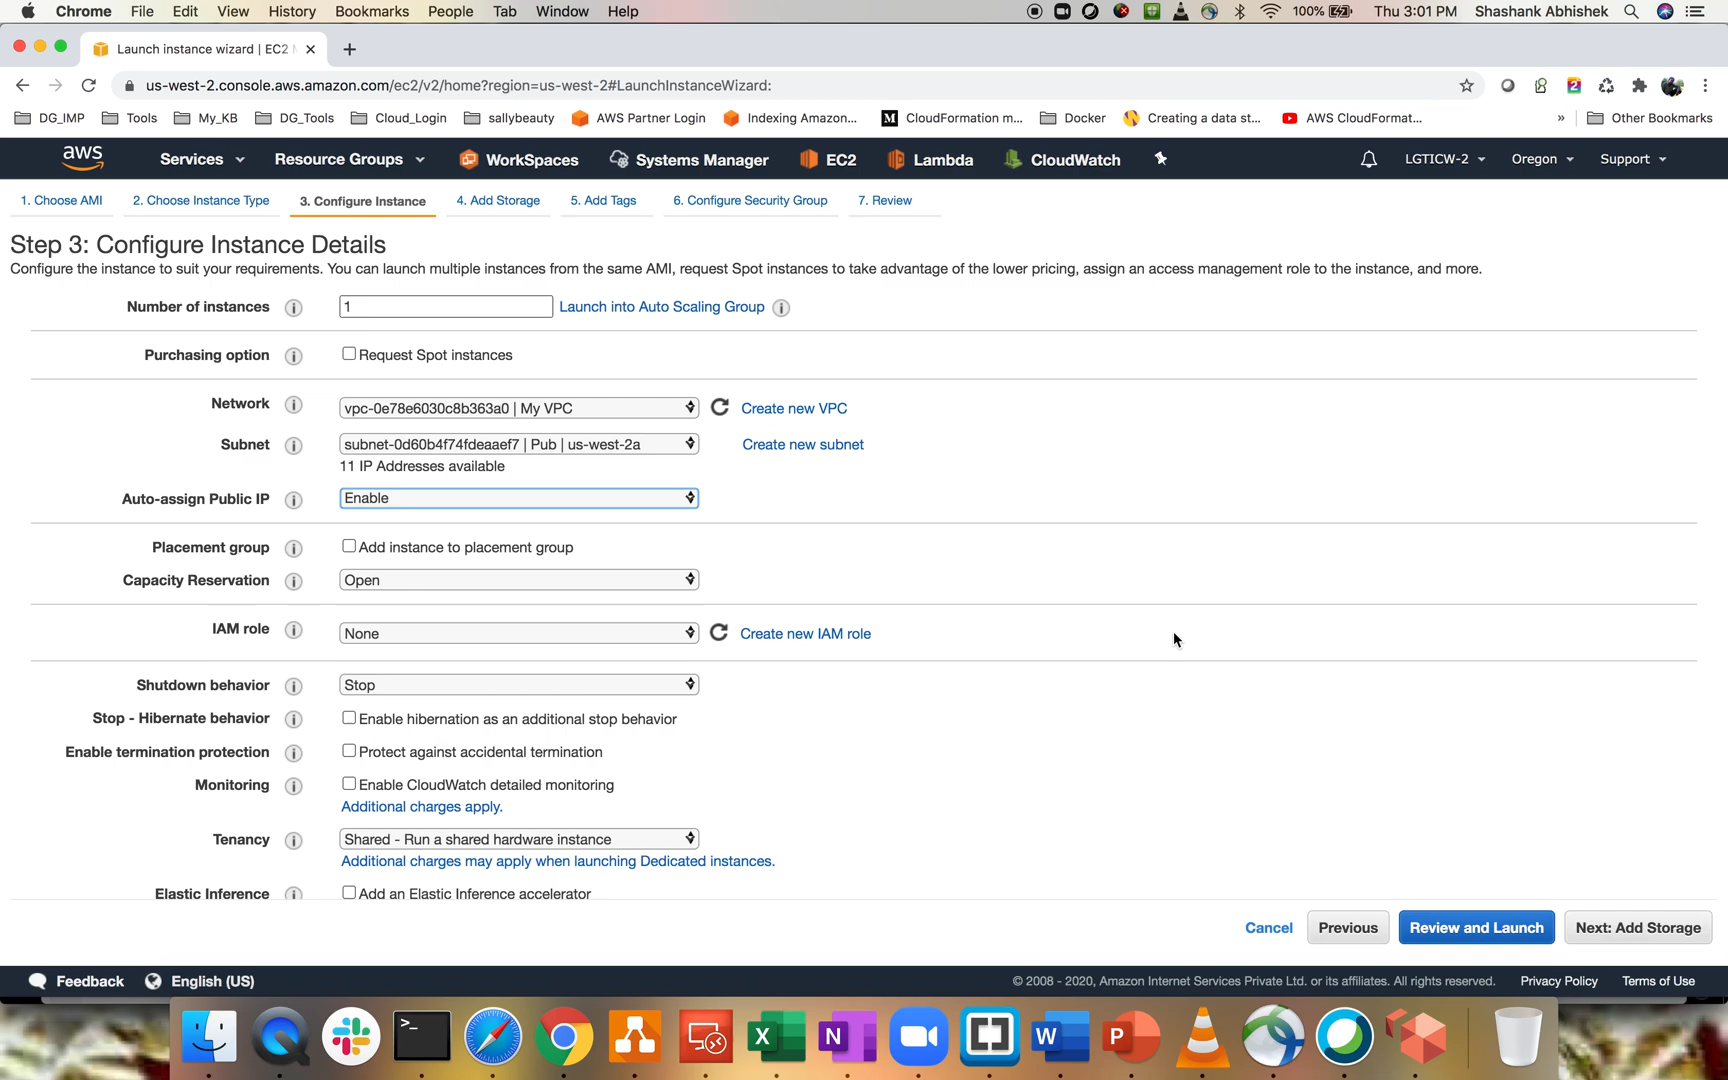 Chrome File Edit View History Bookmarks People Tab Window Help 100% Thu 3:01 PM Shashank Abhishek
Launch instance wizard | EC2
us-west-2.console.aws.amazon.com/ec2/v2/home?region=us-west-2#LaunchInstanceWizard:
DG_IMP Tools My_KB DG_Tools Cloud_Login sallybeauty AWS Partner Login Indexing Amazon... M CloudFormation m... Docker Creating a data st... AWS CloudFormat... » Other Bookmarks
aws Services Resource Groups WorkSpaces Systems Manager EC2 Lambda CloudWatch LGTICW-2 Oregon Support
1. Choose AMI 2. Choose Instance Type 3. Configure Instance 4. Add Storage 5. Add Tags 6. Configure Security Group 7. Review
Step 3: Configure Instance Details
Configure the instance to suit your requirements. You can launch multiple instances from the same AMI, request Spot instances to take advantage of the lower pricing, assign an access management role to the instance, and more.
Number of instances i 1 Launch into Auto Scaling Group i
Purchasing option i Request Spot instances
Network i vpc-0e78e6030c8b363a0 | My VPC Create new VPC
Subnet i subnet-0d60b4f74fdeaaef7 | Pub | us-west-2a Create new subnet
11 IP Addresses available
Auto-assign Public IP i Enable
Placement group i Add instance to placement group
Capacity Reservation i Open
IAM role i None Create new IAM role
Shutdown behavior i Stop
Stop - Hibernate behavior i Enable hibernation as an additional stop behavior
Enable termination protection i Protect against accidental termination
Monitoring i Enable CloudWatch detailed monitoring
Additional charges apply.
Tenancy i Shared - Run a shared hardware instance
Additional charges may apply when launching Dedicated instances.
Elastic Inference i Add an Elastic Inference accelerator
Cancel Previous Review and Launch Next: Add Storage
Feedback English (US) © 2008 - 2020, Amazon Internet Services Private Ltd. or its affiliates. All rights reserved. Privacy Policy Terms of Use
>_ X N W P